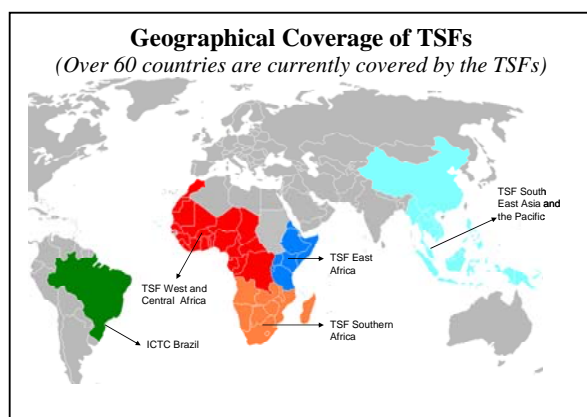 Geographical Coverage of TSFs
(Over 60 countries are currently covered by the TSFs)
TSF South
East Asia and
the Pacific
TSF East
Africa
TSF West and
Central Africa
TSF Southern
Africa
ICTC Brazil